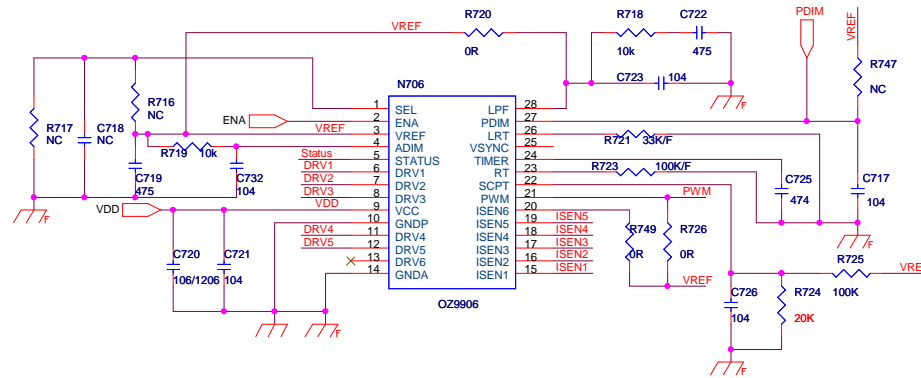 PDIM
VREF
R720
VREF
0R
R718
10k
C722
475
C723
104
R747
NC
N706
R717
NC
C718
NC
R716
NC
ENA
VREF
R719
10k
C719
475
C732
104
Status
DRV1
DRV2
DRV3
VDD
VDD
DRV4
DRV5
C720
106/1206
C721
104
F
F
1 SEL LPF 28
2 ENA PDIM 27
3 VREF LRT 26
4 ADIM VSYNC 25
5 STATUS TIMER 24
6 DRV1 RT 23
7 DRV2 SCPT 22
8 DRV3 PWM 21
9 VCC ISEN6 20
10 GNDP ISEN5 19
11 DRV4 ISEN4 18
12 DRV5 ISEN3 17
13 DRV6 ISEN2 16
14 GNDA ISEN1 15
OZ9906
F
R721
33K/F
R723
100K/F
C725
474
C717
104
F
PWM
ISEN5
ISEN4
ISEN3
ISEN2
ISEN1
R749
0R
R726
0R
VREF
C726
104
R724
20K
R725
100K
VRE
F